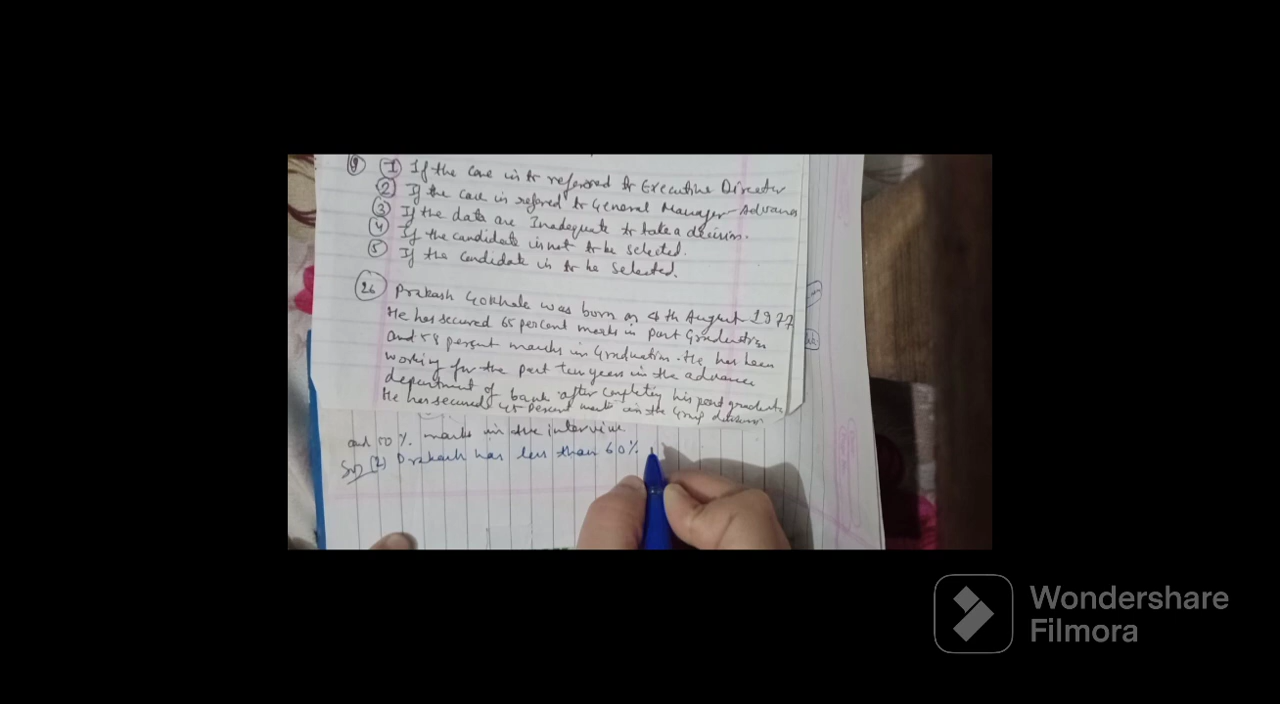 9 1 If the case is to referred to Executive Director
2 If the case is refered to General Manager - Advances
3 If the data are Inadequate to take a decision.
4 If the candidate is not to be selected.
5 If the candidate is to be selected.
26 Prakash Gokhale was born on 4th August 1977
He has secured 65 percent marks in Post Graduation
and 58 persent marks in Graduation. He has been
working for the past ten years in the advance
department of bank after completing his post graduate
He has secured 45 percent marks in the Group discussion
and 50 % marks in the interview.
Sol (2) Prakash has less than 60%
Wondershare
Filmora